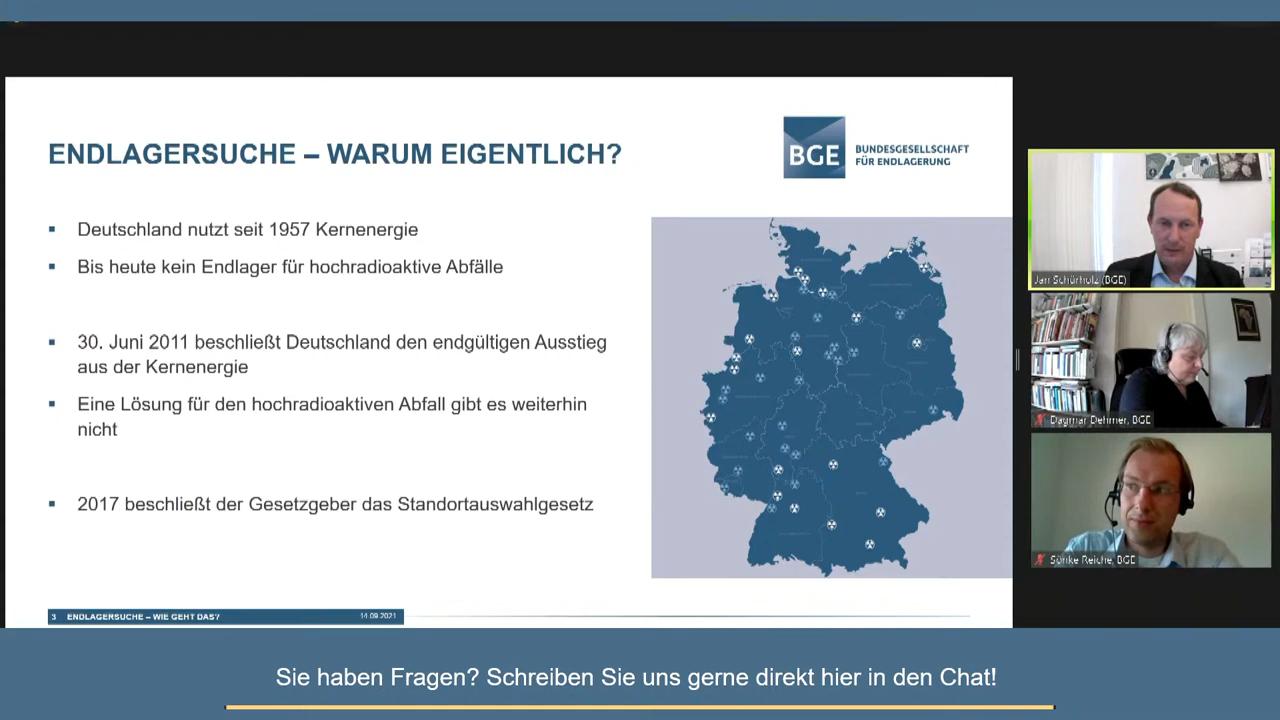 ENDLAGERSUCHE – WARUM EIGENTLICH?
BGE
BUNDESGESELLSCHAFT
FÜR ENDLAGERUNG
▪ Deutschland nutzt seit 1957 Kernenergie
▪ Bis heute kein Endlager für hochradioaktive Abfälle
▪ 30. Juni 2011 beschließt Deutschland den endgültigen Ausstieg
aus der Kernenergie
▪ Eine Lösung für den hochradioaktiven Abfall gibt es weiterhin
nicht
▪ 2017 beschließt der Gesetzgeber das Standortauswahlgesetz
3 ENDLAGERSUCHE – WIE GEHT DAS? 14.09.2021
Jan Schürholz (BGE)
Dagmar Dehmer, BGE
Sönke Reiche, BGE
Sie haben Fragen? Schreiben Sie uns gerne direkt hier in den Chat!